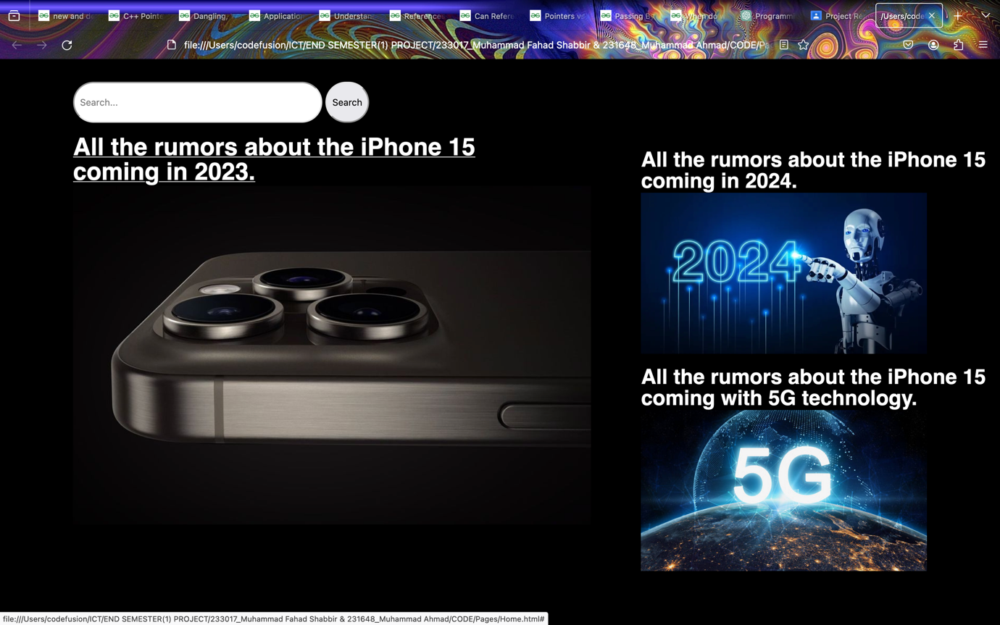 new and d
C++ Pointe
Dangling,
Application
Understan
References
Can Refere
Pointers vs
Passing B
When do
Programmi
Project Re
/Users/code
file:///Users/codefusion/ICT/END SEMESTER(1) PROJECT/233017_Muhammad Fahad Shabbir & 231648_Muhammad Ahmad/CODE/Pa
Search...
Search
All the rumors about the iPhone 15
coming in 2023.
All the rumors about the iPhone 15
coming in 2024.
2024
All the rumors about the iPhone 15
coming with 5G technology.
5G
file:///Users/codefusion/ICT/END SEMESTER(1) PROJECT/233017_Muhammad Fahad Shabbir & 231648_Muhammad Ahmad/CODE/Pages/Home.html#